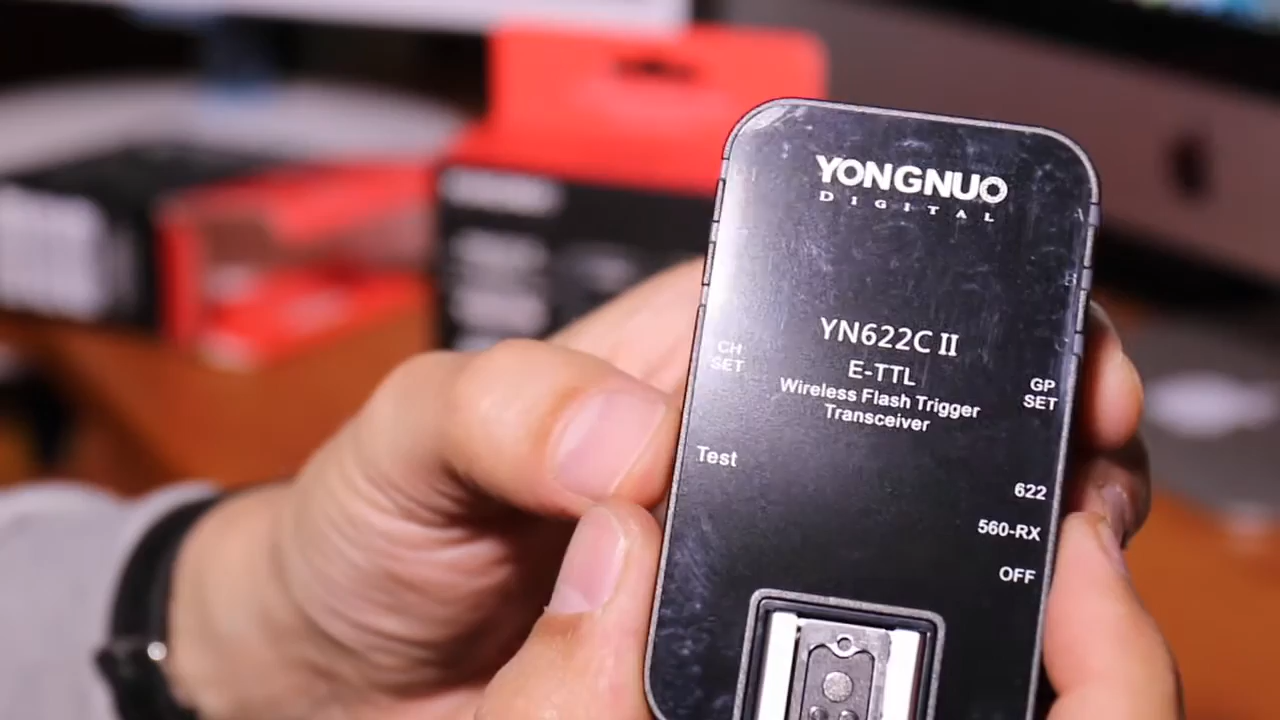 YONGNUO
DIGITAL
YN622C II
E-TTL
Wireless Flash Trigger
Transceiver
CH
SET
GP
SET
Test
622
560-RX
OFF